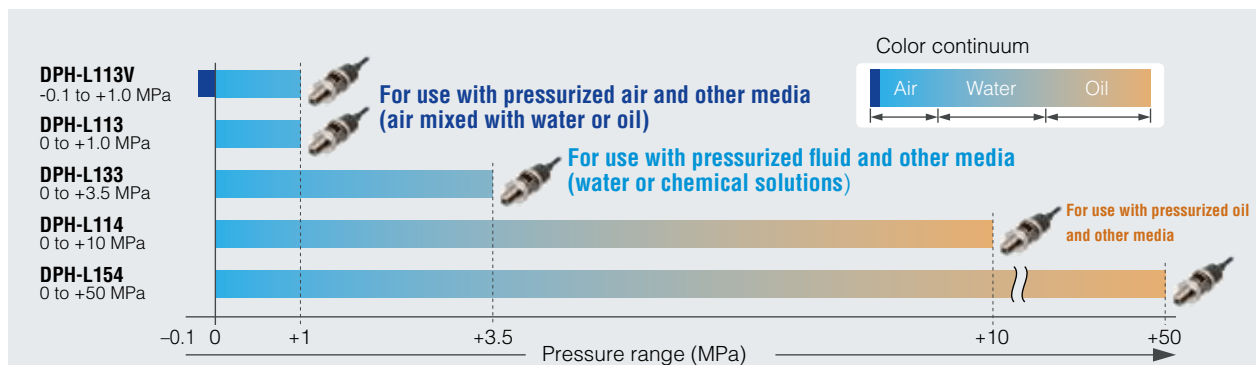 DPH-L113V
-0.1 to +1.0 MPa
DPH-L113
0 to +1.0 MPa
DPH-L133
0 to +3.5 MPa
DPH-L114
0 to +10 MPa
DPH-L154
0 to +50 MPa
For use with pressurized air and other media
(air mixed with water or oil)
For use with pressurized fluid and other media
(water or chemical solutions)
For use with pressurized oil
and other media
Color continuum
Air Water Oil
–0.1 0 +1 +3.5 +10 +50
Pressure range (MPa)